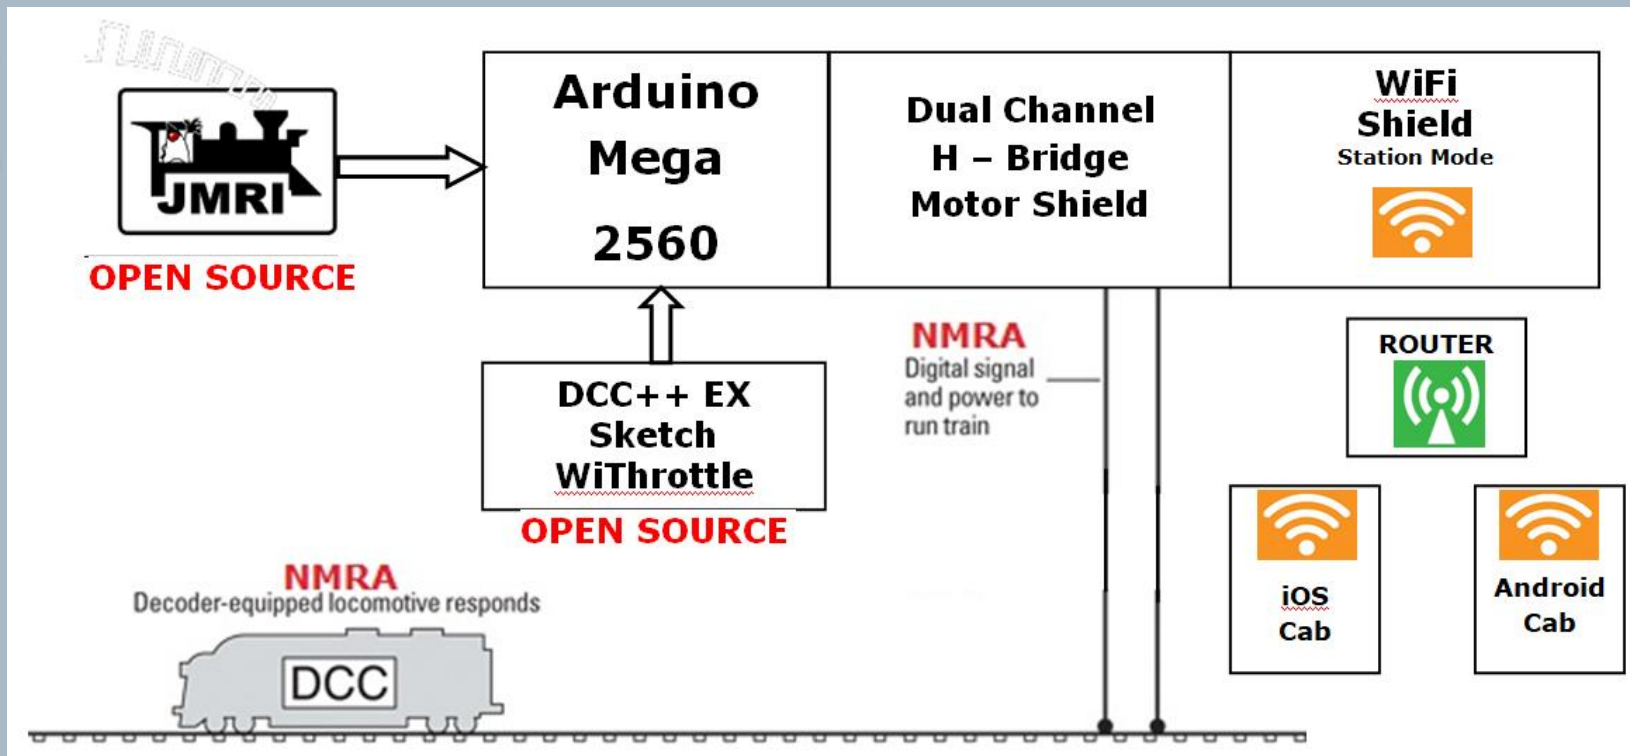 JMRI
OPEN SOURCE
Arduino
Mega
2560
Dual Channel
H – Bridge
Motor Shield
WiFi
Shield
Station Mode
DCC++ EX
Sketch
WiThrottle
OPEN SOURCE
NMRA
Digital signal
and power to
run train
ROUTER
iOS
Cab
Android
Cab
NMRA
Decoder-equipped locomotive responds
DCC